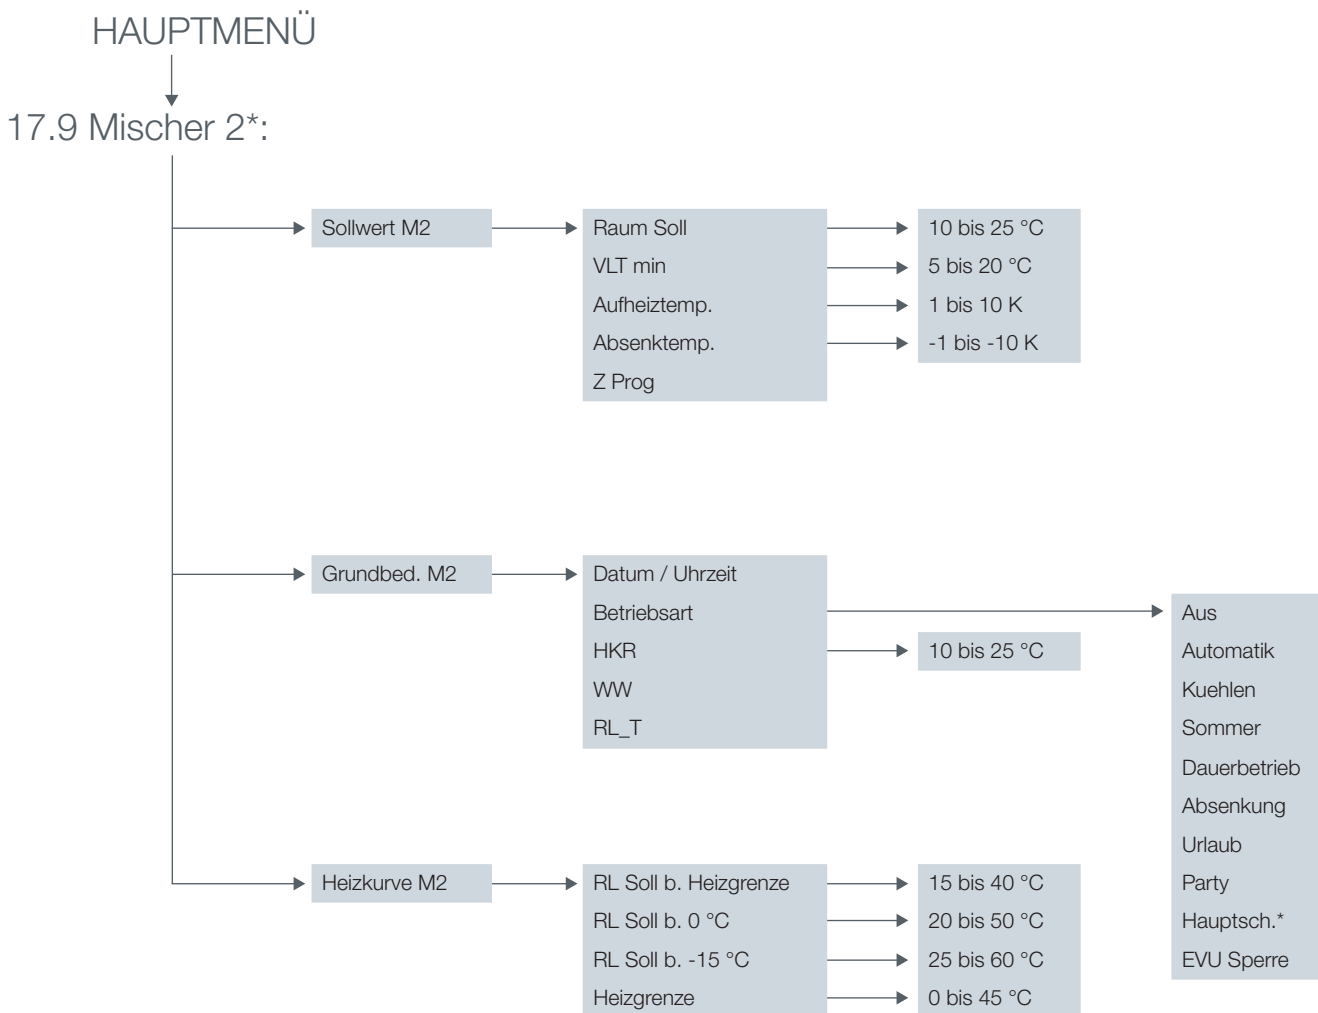 HAUPTMENÜ
17.9 Mischer 2*:
Sollwert M2
Raum Soll
10 bis 25 °C
VLT min
5 bis 20 °C
Aufheiztemp.
1 bis 10 K
Absenktemp.
-1 bis -10 K
Z Prog
Grundbed. M2
Datum / Uhrzeit
Betriebsart
HKR
10 bis 25 °C
WW
RL_T
Aus
Automatik
Kuehlen
Sommer
Dauerbetrieb
Absenkung
Urlaub
Party
Hauptsch.*
EVU Sperre
Heizkurve M2
RL Soll b. Heizgrenze
15 bis 40 °C
RL Soll b. 0 °C
20 bis 50 °C
RL Soll b. -15 °C
25 bis 60 °C
Heizgrenze
0 bis 45 °C